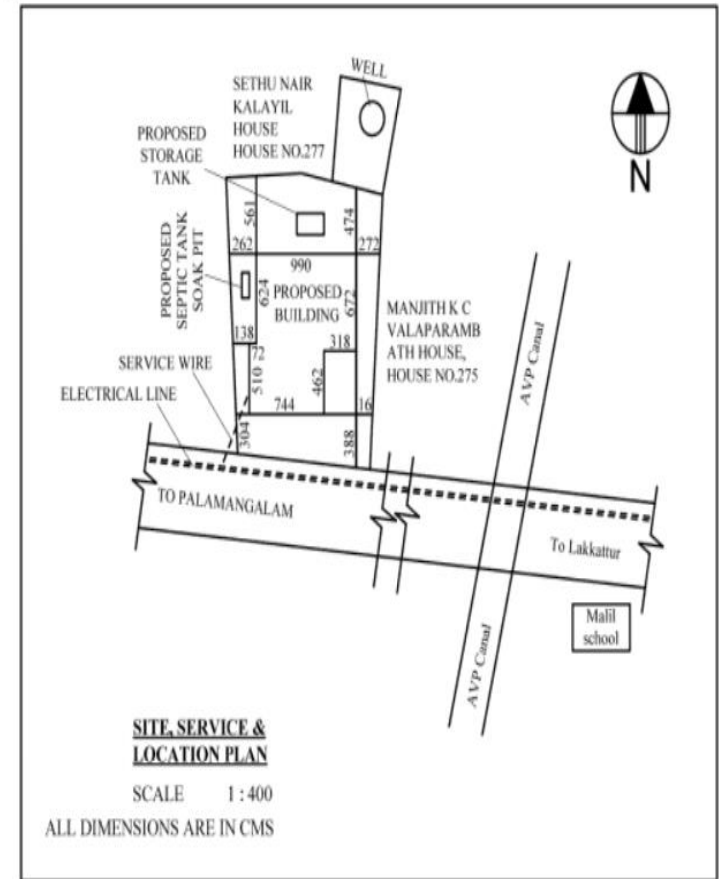 WELL
SETHU NAIR
KALAYIL
HOUSE
HOUSE NO.277
PROPOSED
STORAGE
TANK
N
561
474
262
272
990
PROPOSED
SEPTIC TANK
SOAK PIT
624
PROPOSED
BUILDING
672
MANJITH K C
VALAPARAMB
ATH HOUSE,
HOUSE NO.275
138
318
72
SERVICE WIRE
510
462
ELECTRICAL LINE
744
16
304
388
AVP Canal
TO PALAMANGALAM
To Lakkattur
Malil
school
AVP Canal
SITE, SERVICE &
LOCATION PLAN
SCALE 1 : 400
ALL DIMENSIONS ARE IN CMS